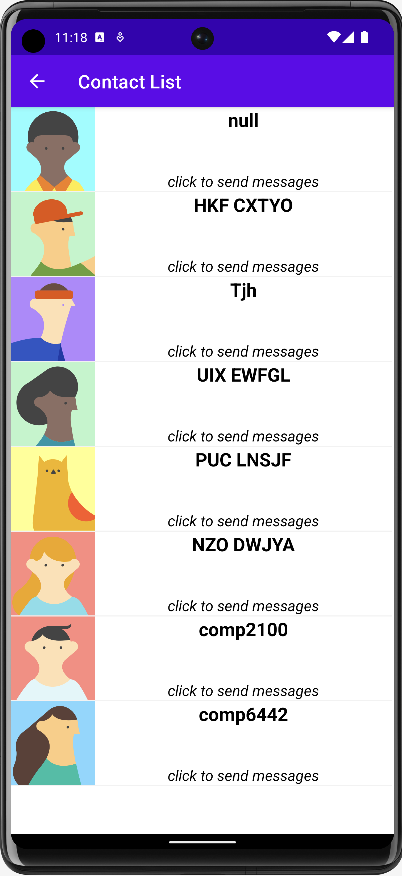 11:18 A
Contact List
null
click to send messages
HKF CXTYO
click to send messages
Tjh
click to send messages
UIX EWFGL
click to send messages
PUC LNSJF
click to send messages
NZO DWJYA
click to send messages
comp2100
click to send messages
comp6442
click to send messages